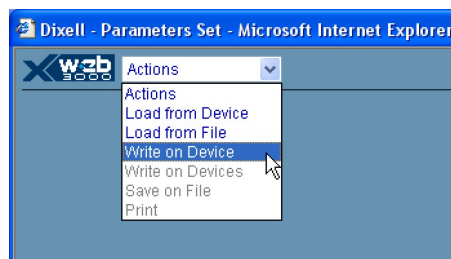 Dixell - Parameters Set - Microsoft Internet Explorer
XWEB
3000
Actions
Actions
Load from Device
Load from File
Write on Device
Write on Devices
Save on File
Print